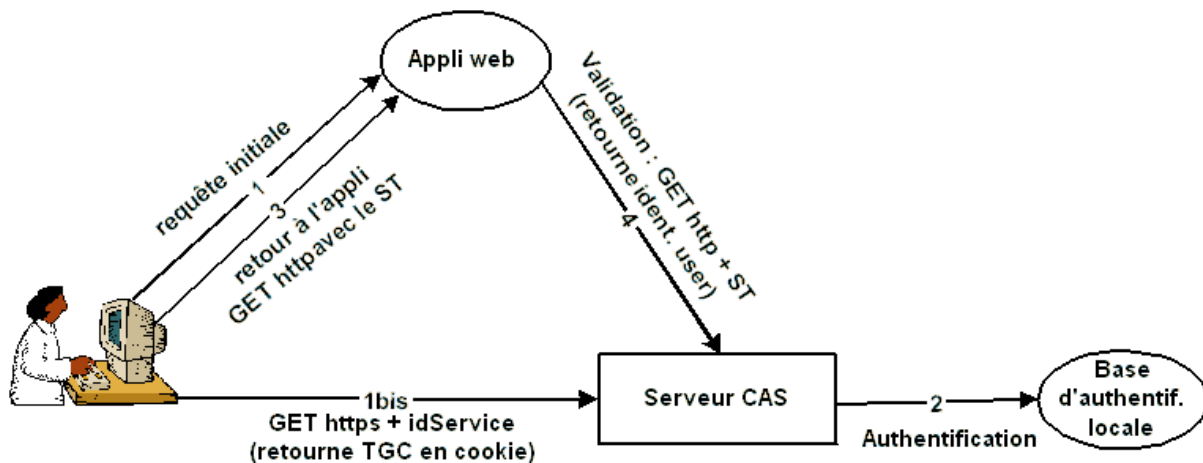 Appli web
requête initiale
1
3
retour à l'appli
GET httpavec le ST
Validation : GET http + ST
(retourne ident. user)
4
1bis
GET https + idService
(retourne TGC en cookie)
Serveur CAS
2
Authentification
Base
d'authentif.
locale